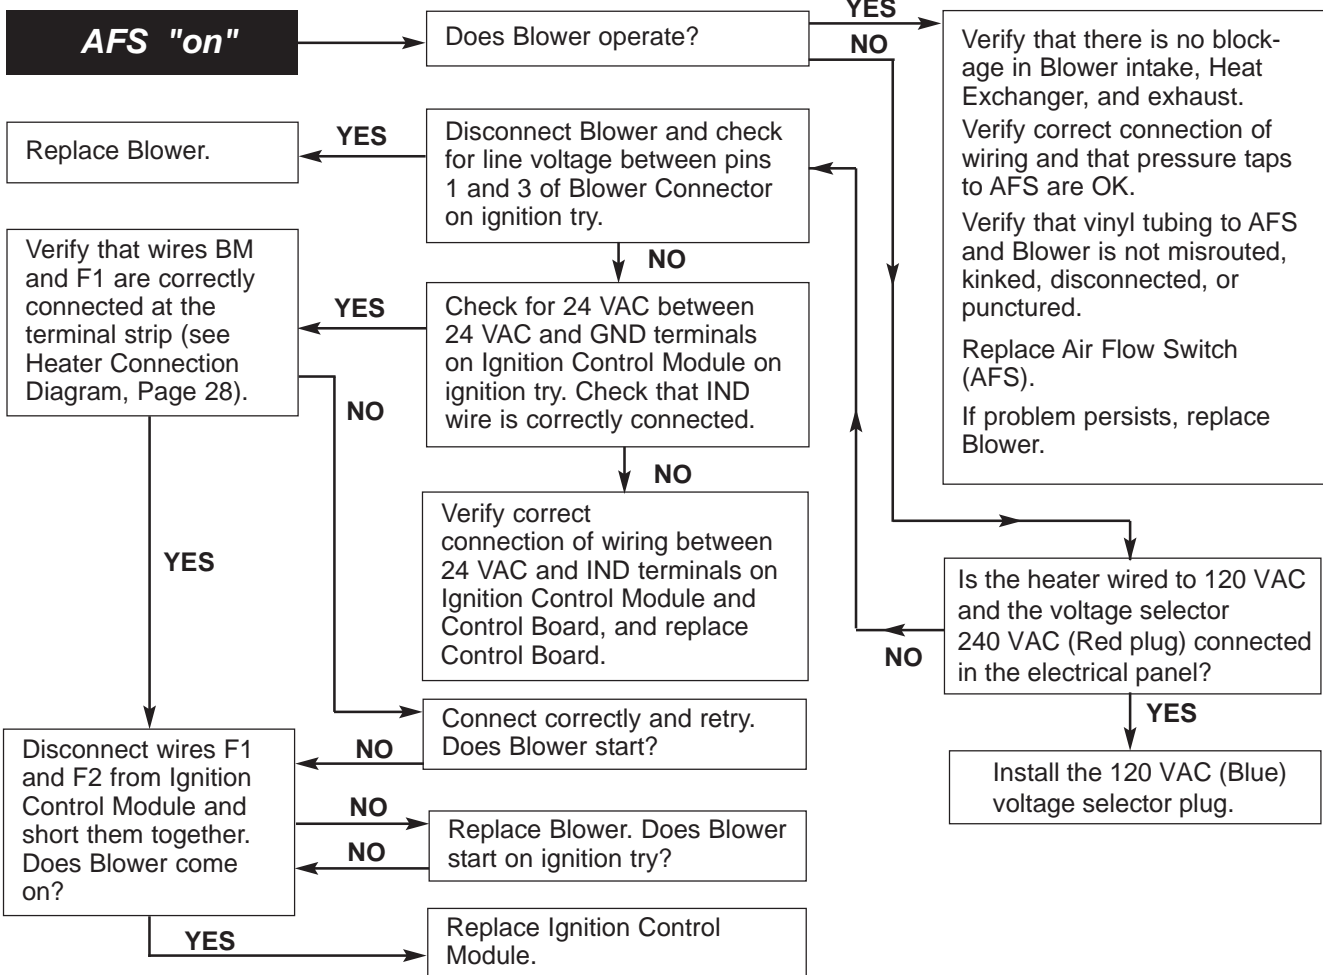 AFS "on"
Does Blower operate?
YES
NO
Verify that there is no block-
age in Blower intake, Heat
Exchanger, and exhaust.
Verify correct connection of
wiring and that pressure taps
to AFS are OK.
Verify that vinyl tubing to AFS
and Blower is not misrouted,
kinked, disconnected, or
punctured.
Replace Air Flow Switch
(AFS).
If problem persists, replace
Blower.
Replace Blower.
YES
Disconnect Blower and check
for line voltage between pins
1 and 3 of Blower Connector
on ignition try.
NO
Verify that wires BM
and F1 are correctly
connected at the
terminal strip (see
Heater Connection
Diagram, Page 28).
YES
NO
Check for 24 VAC between
24 VAC and GND terminals
on Ignition Control Module on
ignition try. Check that IND
wire is correctly connected.
NO
Verify correct
connection of wiring between
24 VAC and IND terminals on
Ignition Control Module and
Control Board, and replace
Control Board.
YES
Is the heater wired to 120 VAC
and the voltage selector
240 VAC (Red plug) connected
in the electrical panel?
NO
YES
Install the 120 VAC (Blue)
voltage selector plug.
Connect correctly and retry.
Does Blower start?
NO
Disconnect wires F1
and F2 from Ignition
Control Module and
short them together.
Does Blower come
on?
NO
NO
Replace Blower. Does Blower
start on ignition try?
YES
Replace Ignition Control
Module.